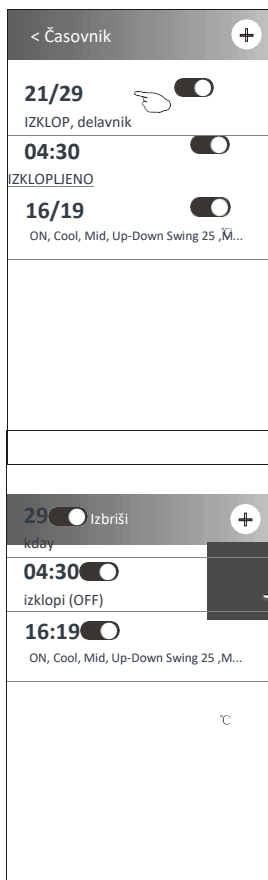 < Časovnik
21/29
IZKLOP, delavnik
04:30
IZKLOPLJENO
16/19
ON, Cool, Mid, Up-Down Swing 25 ,M...
℃
29 Izbriši
kday
04:30
izklopi (OFF)
16:19
ON, Cool, Mid, Up-Down Swing 25 ,M...
℃